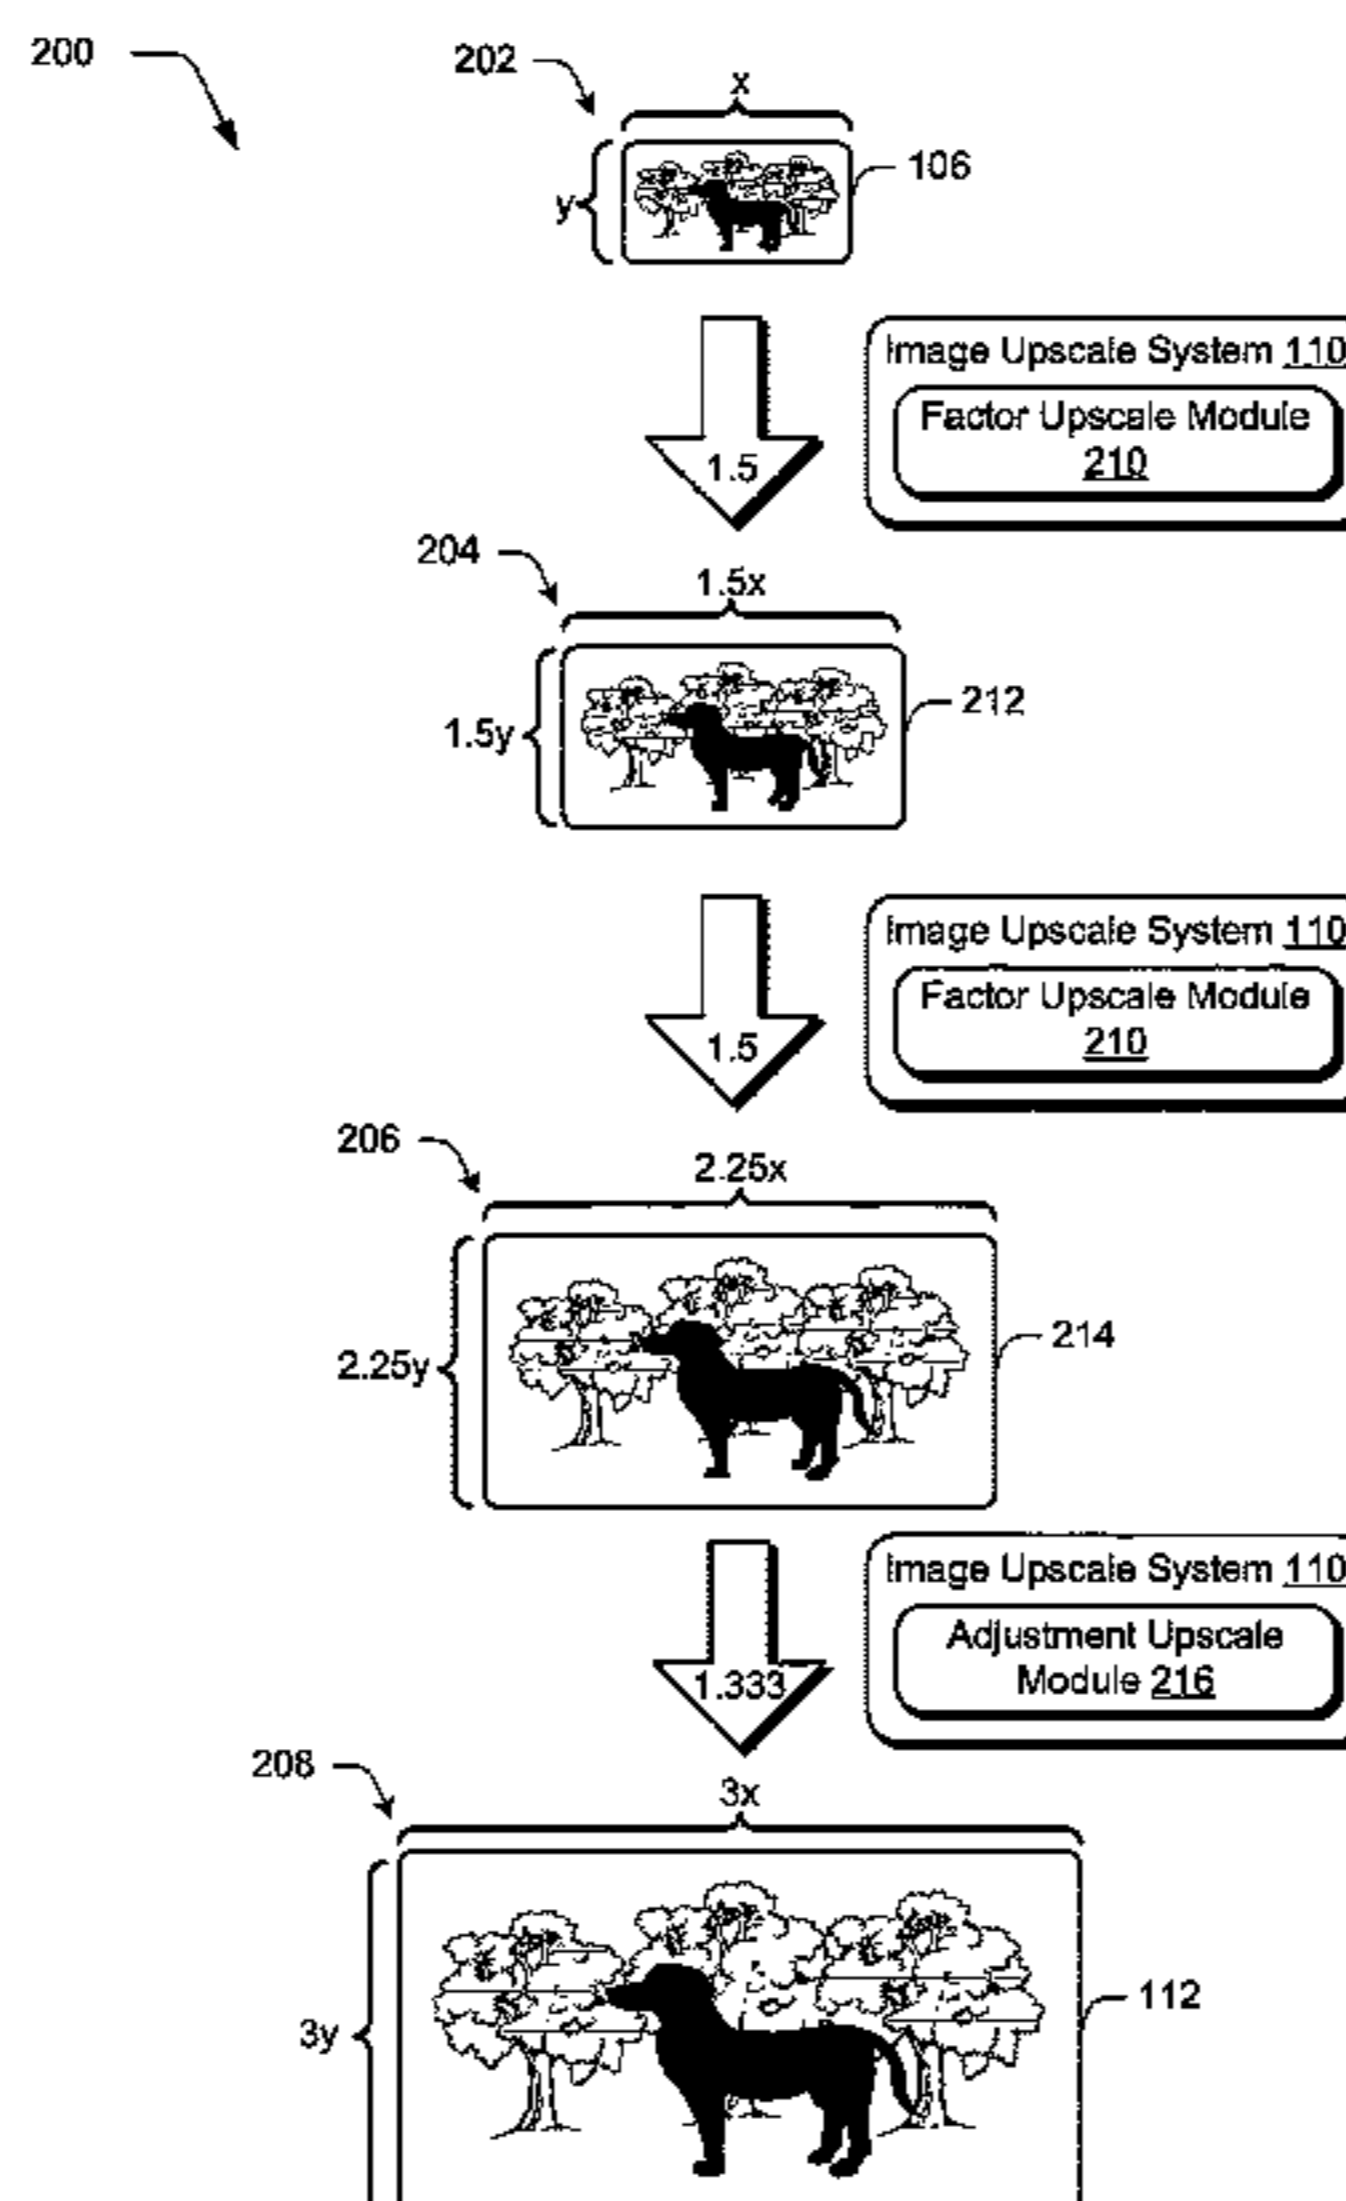 200
202
x
y
106
Image Upscale System 110
Factor Upscale Module
210
1.5
204
1.5x
1.5y
212
Image Upscale System 110
Factor Upscale Module
210
1.5
206
2.25x
2.25y
214
Image Upscale System 110
Adjustment Upscale
Module 216
1.333
208
3x
3y
112